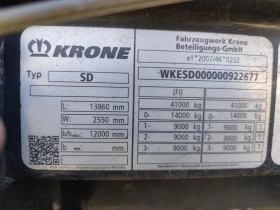 KRONE
Fahrzeugwerk Krone
Beteiligungs-GmbH
e1*2007/46*0232
Typ SD
WKESD000000922677
(FI)
L: 13860 mm
W: 2550 mm
b/bmax. 12000 mm
b mm
41000 kg 41000 kg
0- 14000 kg 0- 14000 kg
1- 9000 kg 1- 9000 kg
2- 9000 kg 2 9000 kg
3- 9000 kg 3- 9000 kg